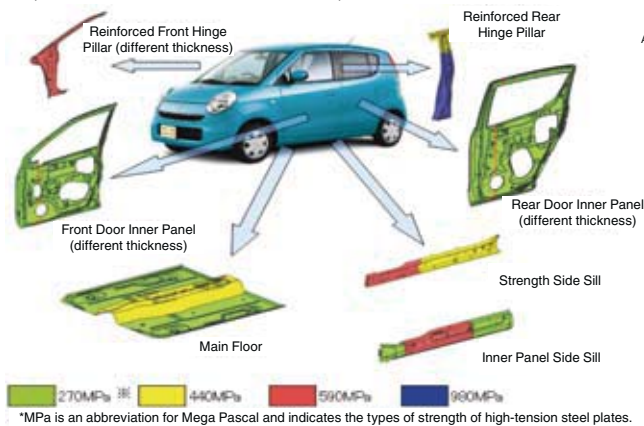 Reinforced Front Hinge
Pillar (different thickness)
Reinforced Rear
Hinge Pillar
A
Front Door Inner Panel
(different thickness)
Rear Door Inner Panel
(different thickness)
Main Floor
Strength Side Sill
Inner Panel Side Sill
270MPa ※ 440MPa 590MPa 980MPa
*MPa is an abbreviation for Mega Pascal and indicates the types of strength of high-tension steel plates.